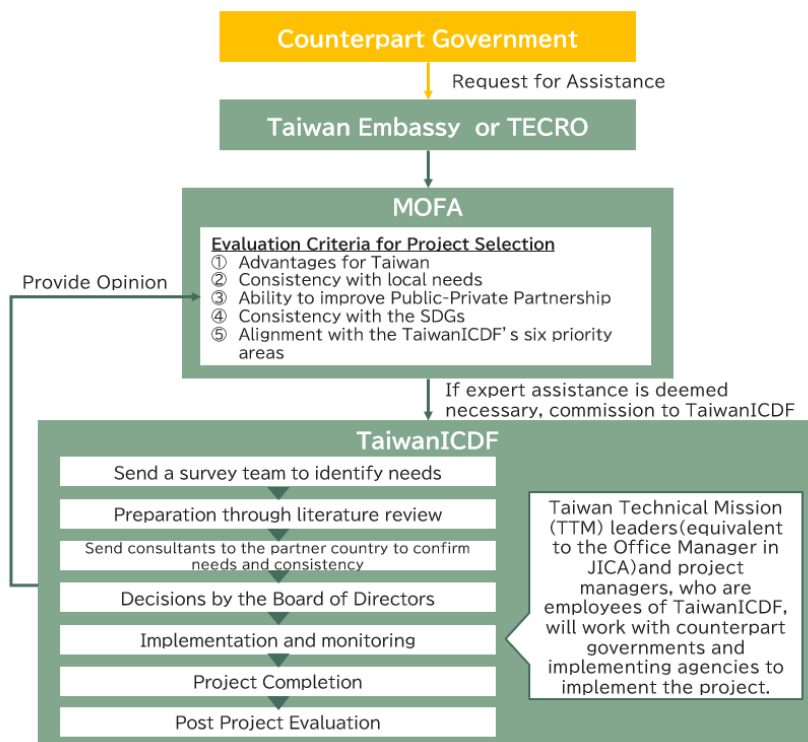 Counterpart Government
Request for Assistance
Taiwan Embassy or TECRO
MOFA
Evaluation Criteria for Project Selection
① Advantages for Taiwan
② Consistency with local needs
③ Ability to improve Public-Private Partnership
④ Consistency with the SDGs
⑤ Alignment with the TaiwanICDF's six priority
areas
Provide Opinion
If expert assistance is deemed
necessary, commission to TaiwanICDF
TaiwanICDF
Send a survey team to identify needs
Preparation through literature review
Send consultants to the partner country to confirm
needs and consistency
Decisions by the Board of Directors
Implementation and monitoring
Project Completion
Post Project Evaluation
Taiwan Technical Mission
(TTM) leaders(equivalent
to the Office Manager in
JICA)and project
managers, who are
employees of TaiwanICDF,
will work with counterpart
governments and
implementing agencies to
implement the project.